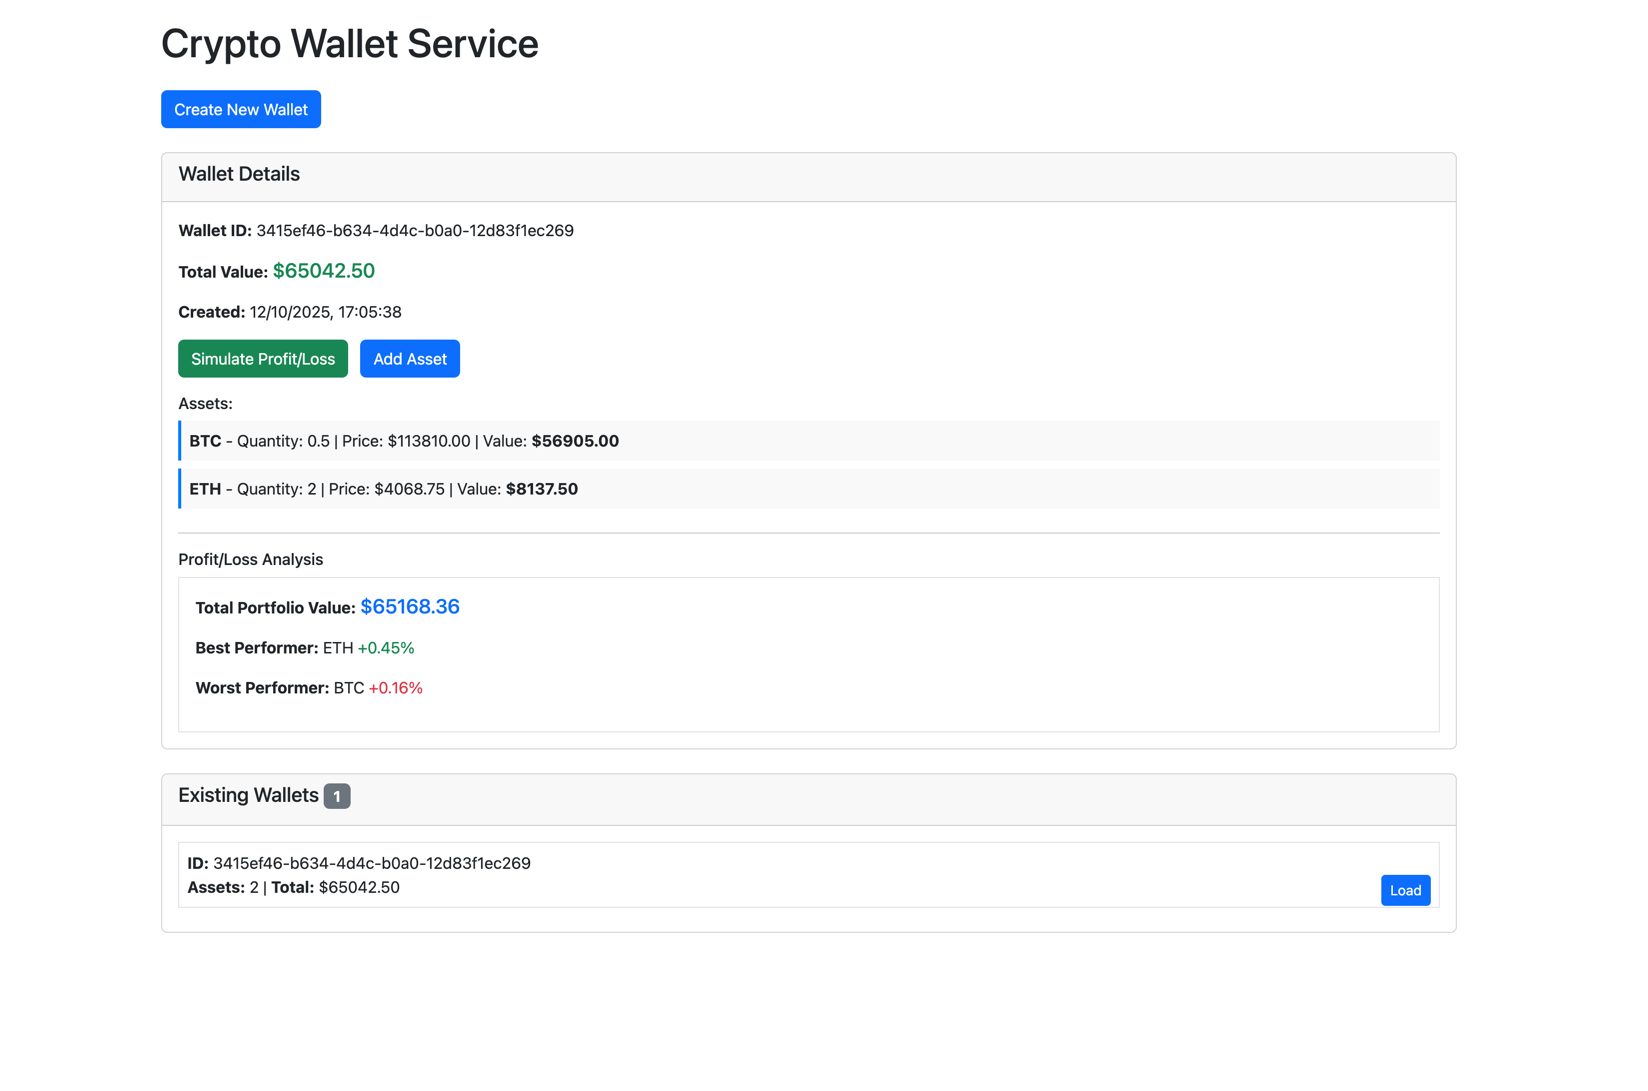 Crypto Wallet Service
Create New Wallet
Wallet Details
Wallet ID: 3415ef46-b634-4d4c-b0a0-12d83f1ec269
Total Value: $65042.50
Created: 12/10/2025, 17:05:38
Simulate Profit/Loss Add Asset
Assets:
BTC - Quantity: 0.5 | Price: $113810.00 | Value: $56905.00
ETH - Quantity: 2 | Price: $4068.75 | Value: $8137.50
Profit/Loss Analysis
Total Portfolio Value: $65168.36
Best Performer: ETH +0.45%
Worst Performer: BTC +0.16%
Existing Wallets 1
ID: 3415ef46-b634-4d4c-b0a0-12d83f1ec269
Assets: 2 | Total: $65042.50
Load